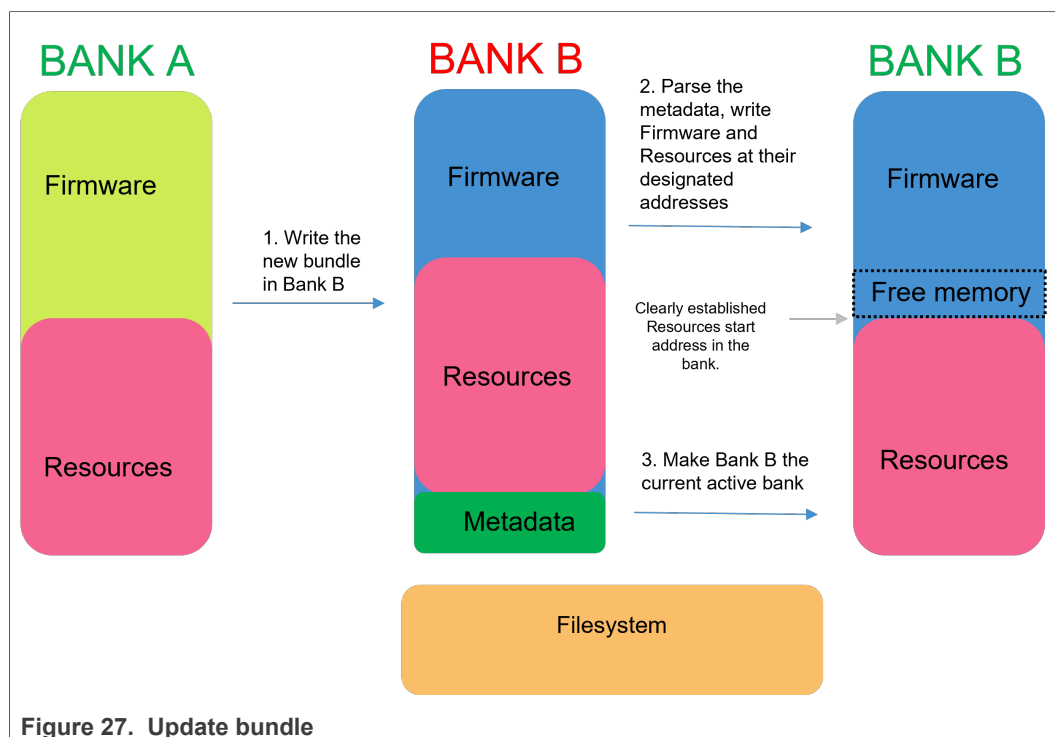 BANK A
Firmware
Resources
1. Write the
new bundle
in Bank B
BANK B
Firmware
Resources
Metadata
2. Parse the
metadata, write
Firmware and
Resources at their
designated
addresses
Clearly established
Resources start
address in the
bank.
3. Make Bank B the
current active bank
BANK B
Firmware
Free memory
Resources
Filesystem
Figure 27. Update bundle